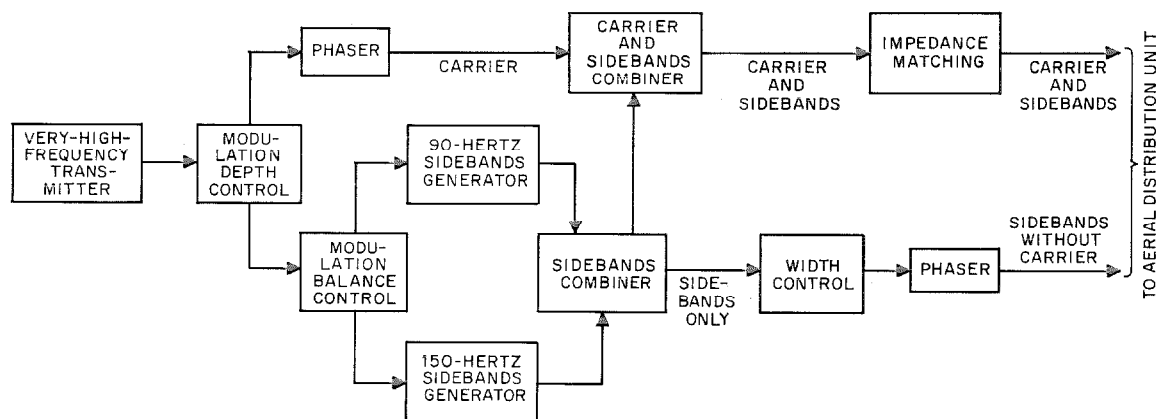 PHASER
CARRIER
CARRIER
AND
SIDEBANDS
COMBINER
CARRIER
AND
SIDEBANDS
IMPEDANCE
MATCHING
CARRIER
AND
SIDEBANDS
VERY-HIGH-
FREQUENCY
TRANS-
MITTER
MODU-
LATION
DEPTH
CONTROL
90-HERTZ
SIDEBANDS
GENERATOR
MODU-
LATION
BALANCE
CONTROL
150-HERTZ
SIDEBANDS
GENERATOR
SIDEBANDS
COMBINER
SIDE-
BANDS
ONLY
WIDTH
CONTROL
PHASER
SIDEBANDS
WITHOUT
CARRIER
TO AERIAL DISTRIBUTION UNIT